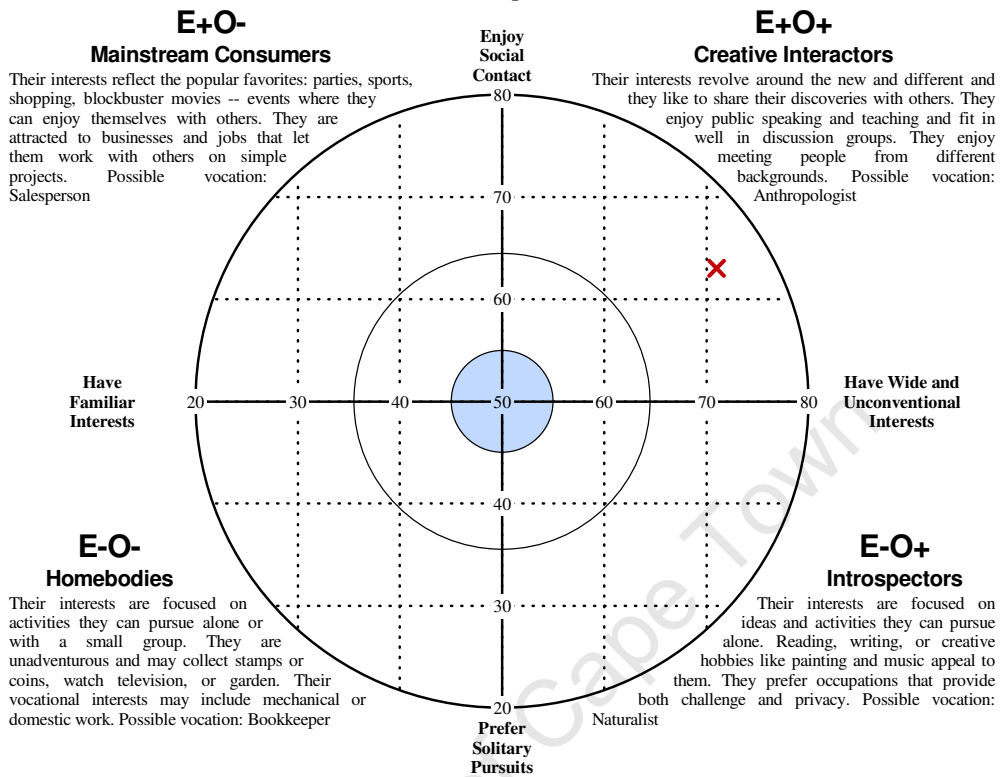 E+O-
Mainstream Consumers
Their interests reflect the popular favorites: parties, sports,
shopping, blockbuster movies -- events where they
can enjoy themselves with others. They are
attracted to businesses and jobs that let
them work with others on simple
projects. Possible vocation:
Salesperson
Enjoy
Social
Contact
E+O+
Creative Interactors
Their interests revolve around the new and different and
they like to share their discoveries with others. They
enjoy public speaking and teaching and fit in
well in discussion groups. They enjoy
meeting people from different
backgrounds. Possible vocation:
Anthropologist
80
70
60
Have
Familiar
Interests
20 30 40 50 60 70 80
Have Wide and
Unconventional
Interests
40
30
20
E-O-
Homebodies
Their interests are focused on
activities they can pursue alone or
with a small group. They are
unadventurous and may collect stamps or
coins, watch television, or garden. Their
vocational interests may include mechanical or
domestic work. Possible vocation: Bookkeeper
Prefer
Solitary
Pursuits
E-O+
Introspectors
Their interests are focused on
ideas and activities they can pursue
alone. Reading, writing, or creative
hobbies like painting and music appeal to
them. They prefer occupations that provide
both challenge and privacy. Possible vocation:
Naturalist
Cape Town